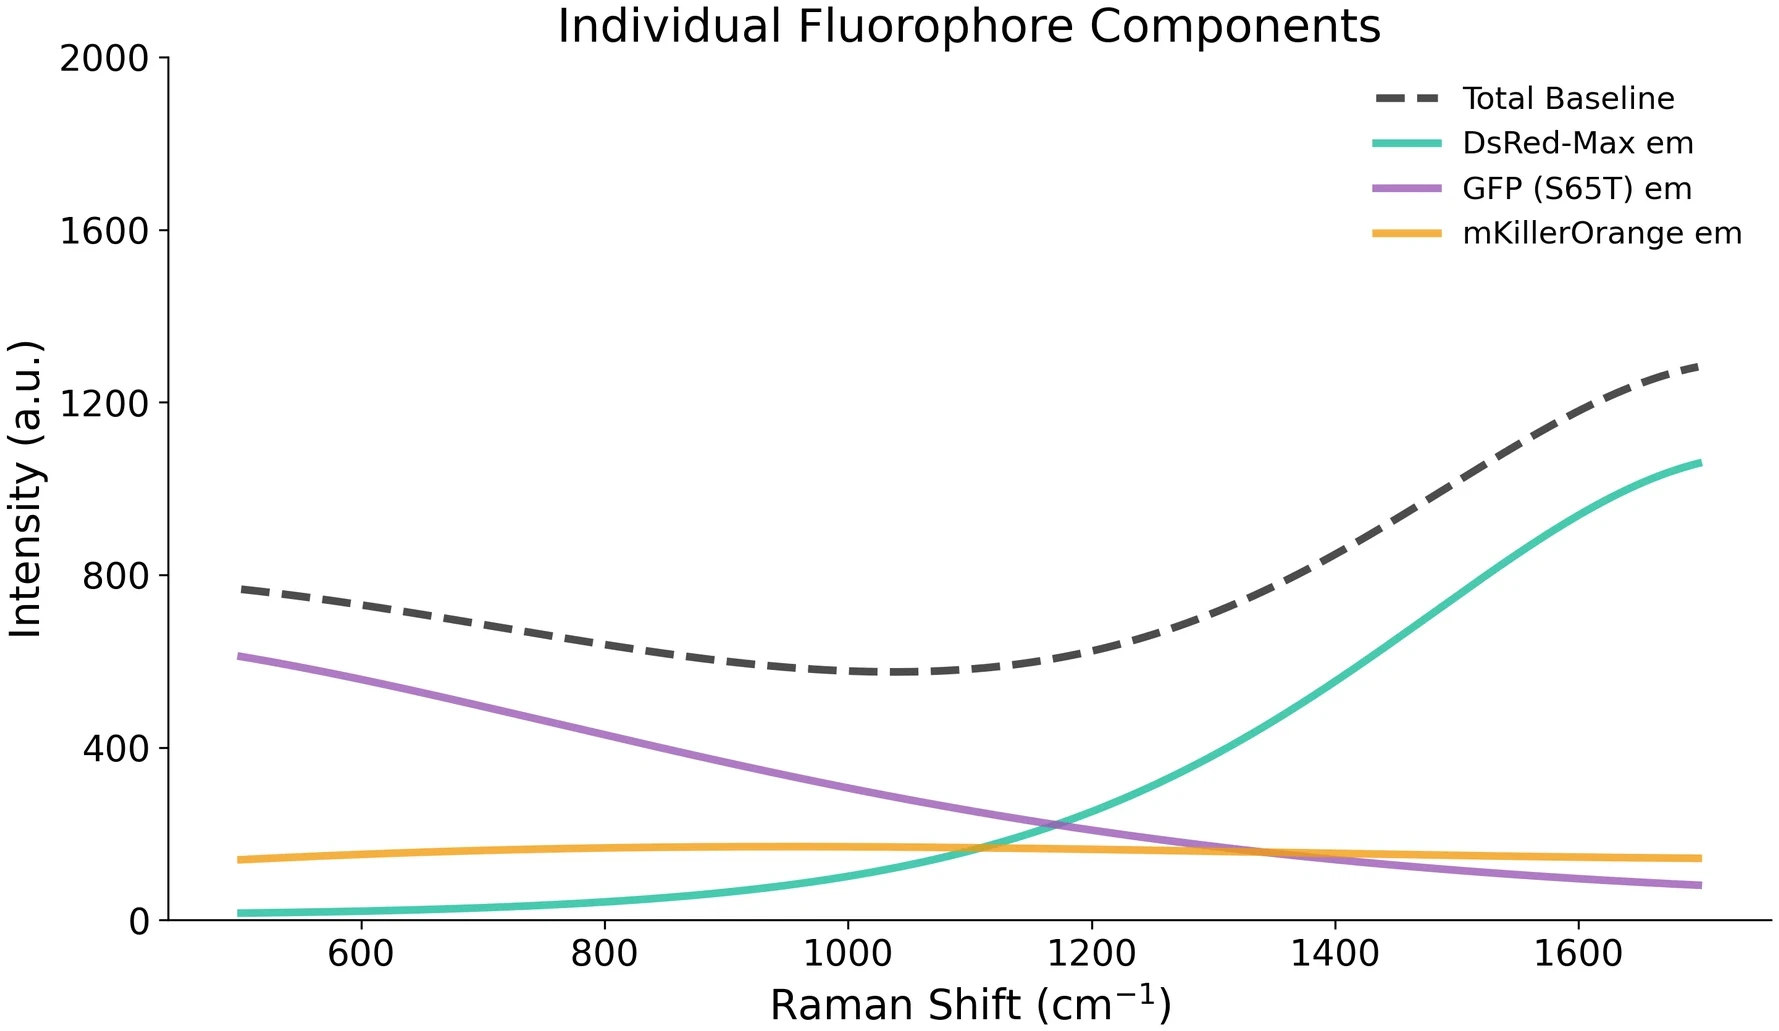 Individual Fluorophore Components
2000
1600
1200
800
400
0
Intensity (a.u.)
Total Baseline
DsRed-Max em
GFP (S65T) em
mKillerOrange em
600 800 1000 1200 1400 1600
Raman Shift (cm⁻¹)